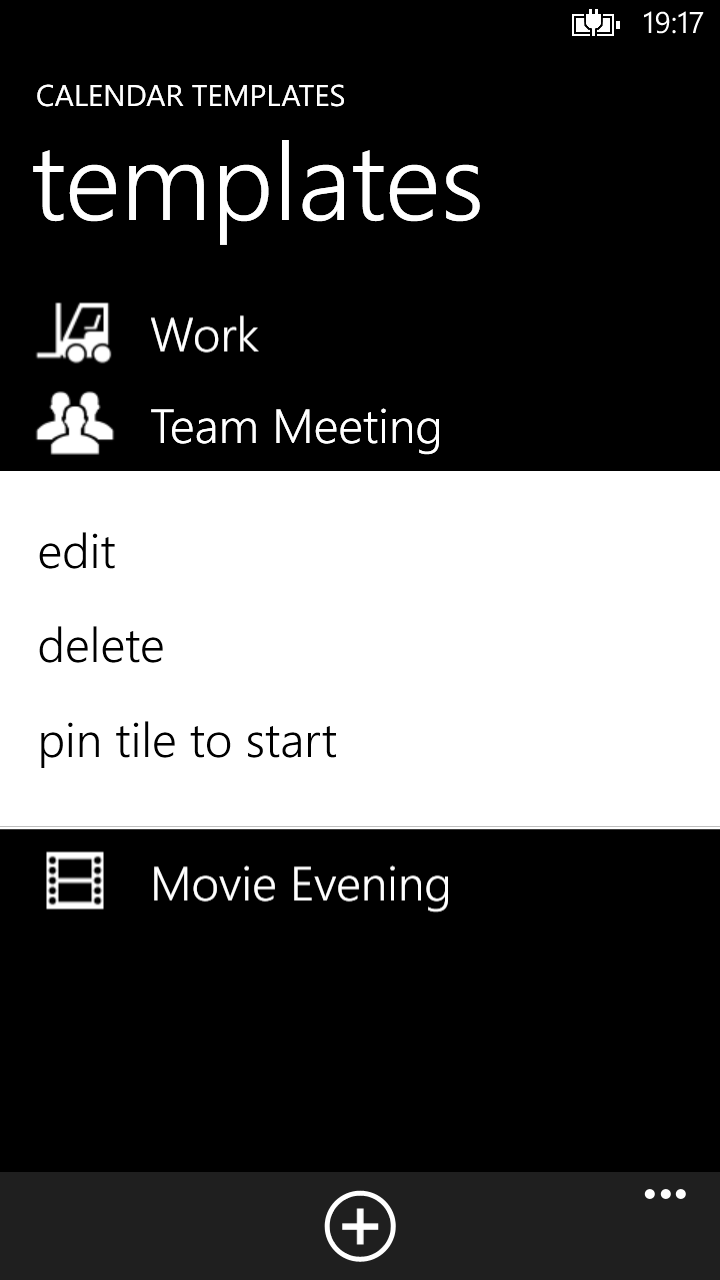 19:17
CALENDAR TEMPLATES
templates
Work
Team Meeting
edit
delete
pin tile to start
Movie Evening